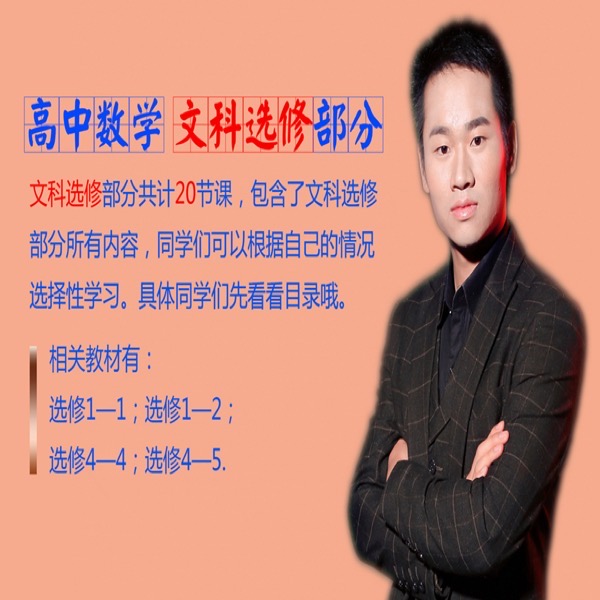 高中数学 文科选修部分
文科选修部分共计20节课，包含了文科选修
部分所有内容，同学们可以根据自己的情况
选择性学习。具体同学们先看看目录哦。
相关教材有：
选修1—1；选修1—2；
选修4—4；选修4—5.